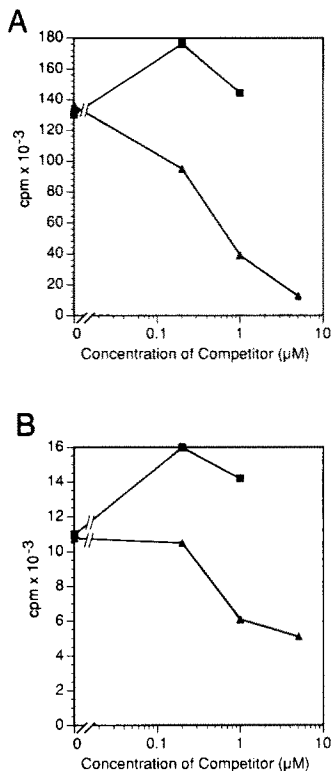 A
180
160
140
120
100
80
60
40
20
0
cpm x 10⁻³
0 0.1 1 10
Concentration of Competitor (µM)
B
16
14
12
10
8
6
4
2
0
cpm x 10⁻³
0 0.1 1 10
Concentration of Competitor (µM)